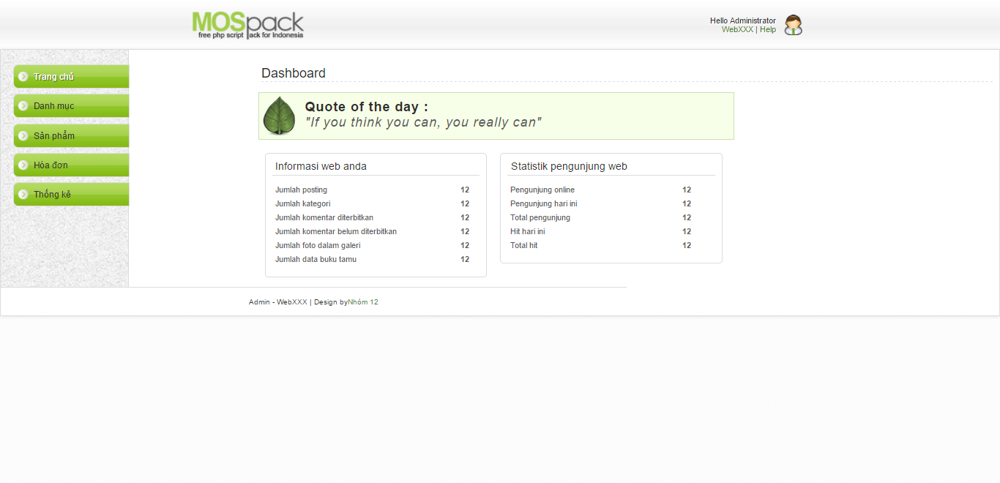 MOSpack
free php script pack for Indonesia
Hello Administrator
WebXXX | Help
Trang chủ
Danh mục
Sản phẩm
Hóa đơn
Thống kê
Dashboard
Quote of the day :
"If you think you can, you really can"
Informasi web anda
Jumlah posting 12
Jumlah kategori 12
Jumlah komentar diterbitkan 12
Jumlah komentar belum diterbitkan 12
Jumlah foto dalam galeri 12
Jumlah data buku tamu 12
Statistik pengunjung web
Pengunjung online 12
Pengunjung hari ini 12
Total pengunjung 12
Hit hari ini 12
Total hit 12
Admin - WebXXX | Design byNhóm 12